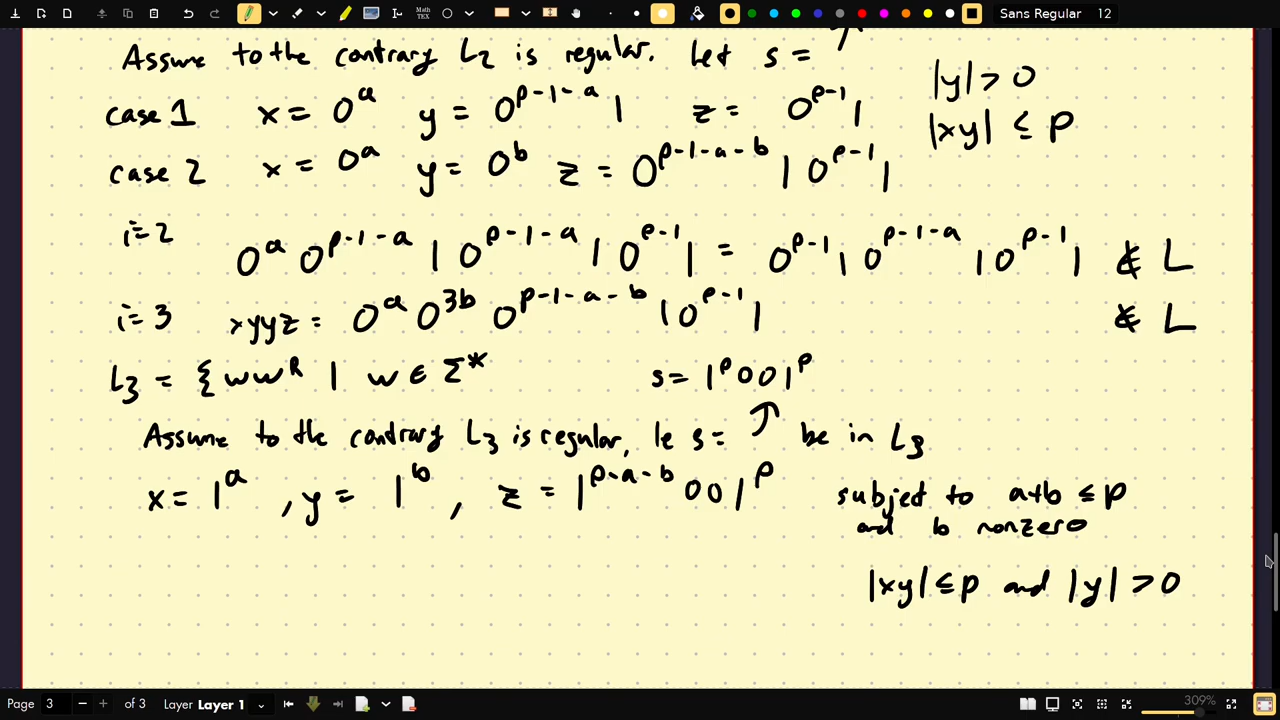 Sans Regular 12
Math TEX
Assume to the contrary L₂ is regular. Let s =
|y| > 0
case 1 x = 0^a y = 0^{p-1-a} 1 z = 0^{p-1} 1
|xy| ≤ p
case 2 x = 0^a y = 0^b z = 0^{p-1-a-b} 1 0^{p-1} 1
i=2 0^a 0^{p-1-a} 1 0^{p-1-a} 1 0^{p-1} 1 = 0^{p-1} 1 0^{p-1-a} 1 0^{p-1} 1 ∉ L
i=3 xyyz = 0^a 0^{3b} 0^{p-1-a-b} 1 0^{p-1} 1 ∉ L
L₃ = { ww^R | w ∈ Σ* s = 1^p 0 0 1^p
Assume to the contrary L₃ is regular, le s = ↑ be in L₃
x = 1^a , y = 1^b , z = 1^{p-a-b} 0 0 1^p subject to a+b ≤ p
and b nonzero
|xy| ≤ p and |y| > 0
Page 3 of 3 Layer Layer 1 309%